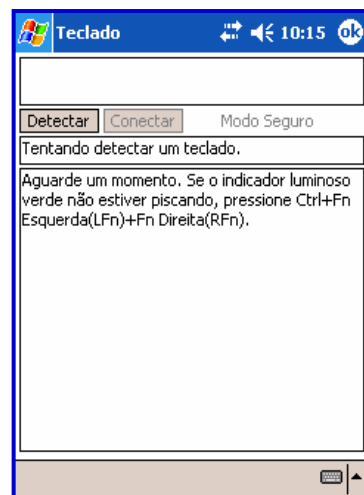 Teclado 10:15 ok
Detectar Conectar Modo Seguro
Tentando detectar um teclado.
Aguarde um momento. Se o indicador luminoso
verde não estiver piscando, pressione Ctrl+Fn
Esquerda(LFn)+Fn Direita(RFn).